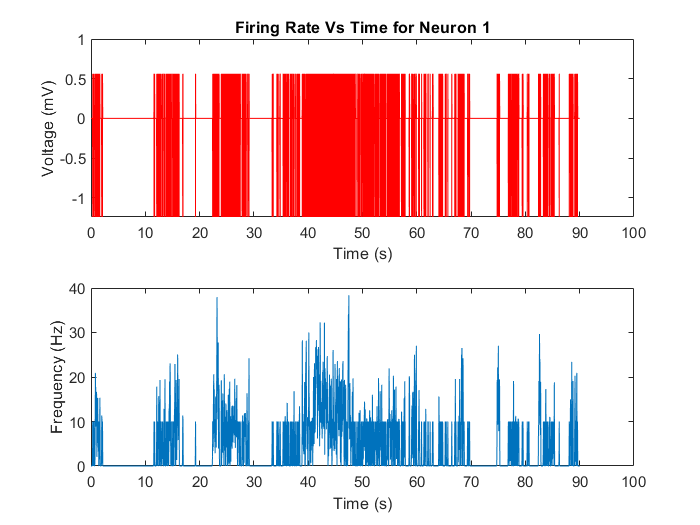 Firing Rate Vs Time for Neuron 1
1
0.5
0
-0.5
-1
Voltage (mV)
0 10 20 30 40 50 60 70 80 90 100
Time (s)
40
30
20
10
0
Frequency (Hz)
0 10 20 30 40 50 60 70 80 90 100
Time (s)